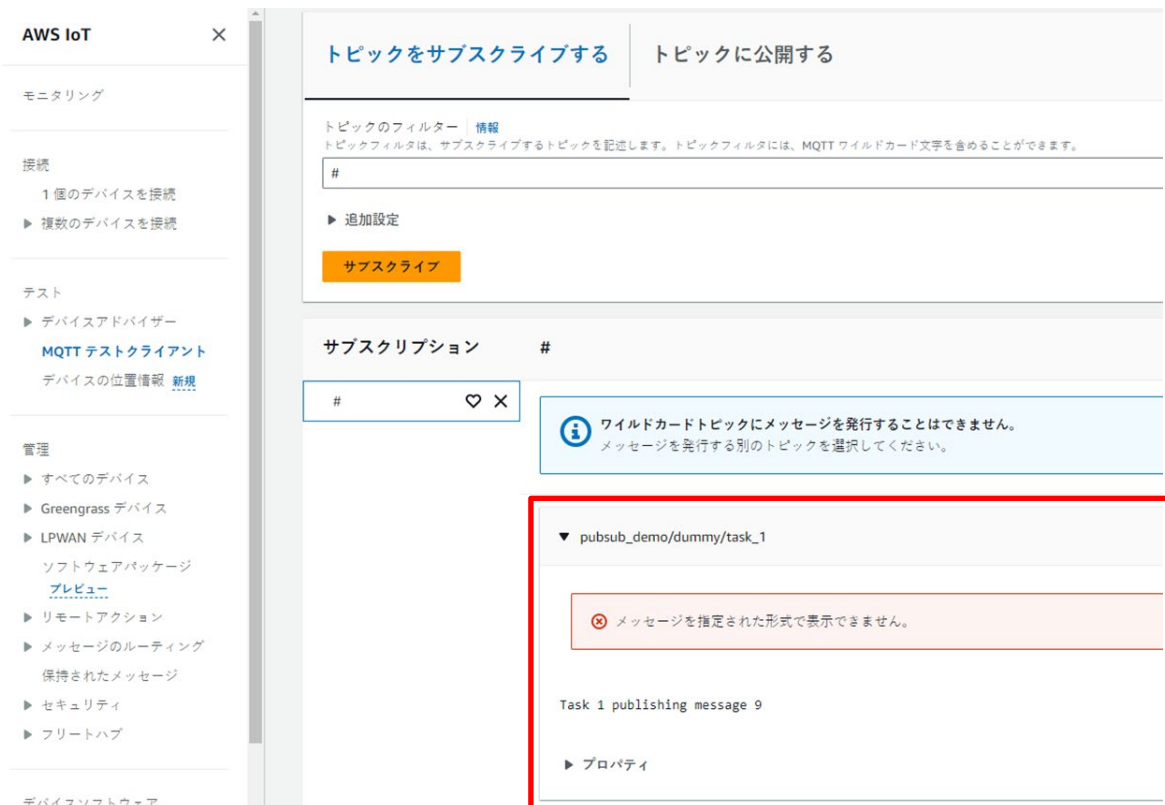 AWS IoT
モニタリング
接続
1 個のデバイスを接続
複数のデバイスを接続
テスト
デバイスアドバイザー
MQTT テストクライアント
デバイスの位置情報 新規
管理
すべてのデバイス
Greengrass デバイス
LPWAN デバイス
ソフトウェアパッケージ
プレビュー
リモートアクション
メッセージのルーティング
保持されたメッセージ
セキュリティ
フリートハブ
デバイスソフトウェア
トピックをサブスクライブする
トピックに公開する
トピックのフィルター 情報
トピックフィルタは、サブスクライブするトピックを記述します。トピックフィルタには、MQTT ワイルドカード文字を含めることができます。
#
追加設定
サブスクライブ
サブスクリプション
#
#
ワイルドカードトピックにメッセージを発行することはできません。
メッセージを発行する別のトピックを選択してください。
pubsub_demo/dummy/task_1
メッセージを指定された形式で表示できません。
Task 1 publishing message 9
プロパティ